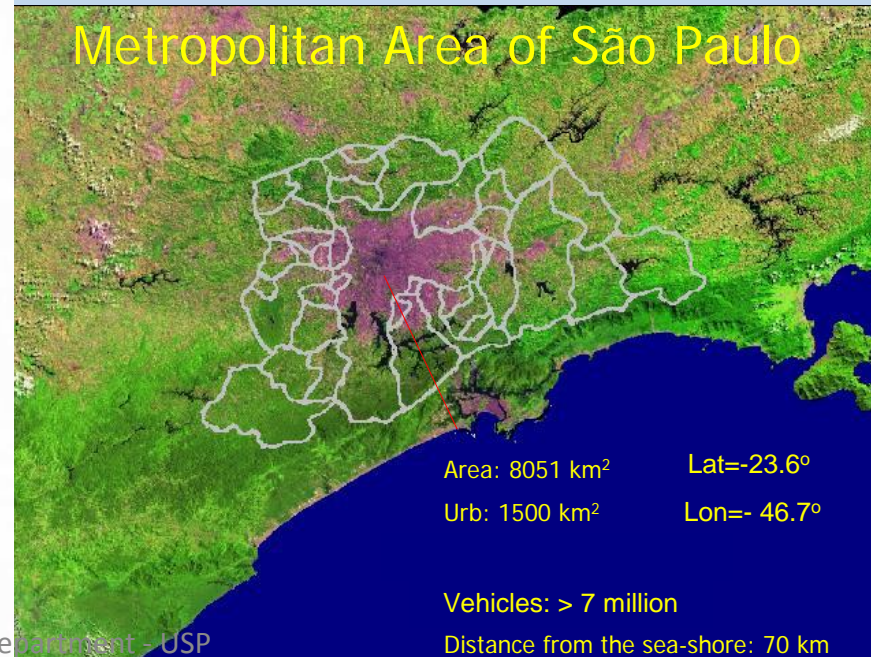 Metropolitan Area of São Paulo
Area: 8051 km² Lat=-23.6º
Urb: 1500 km² Lon=- 46.7º
Vehicles: > 7 million
Distance from the sea-shore: 70 km
epartment - USP